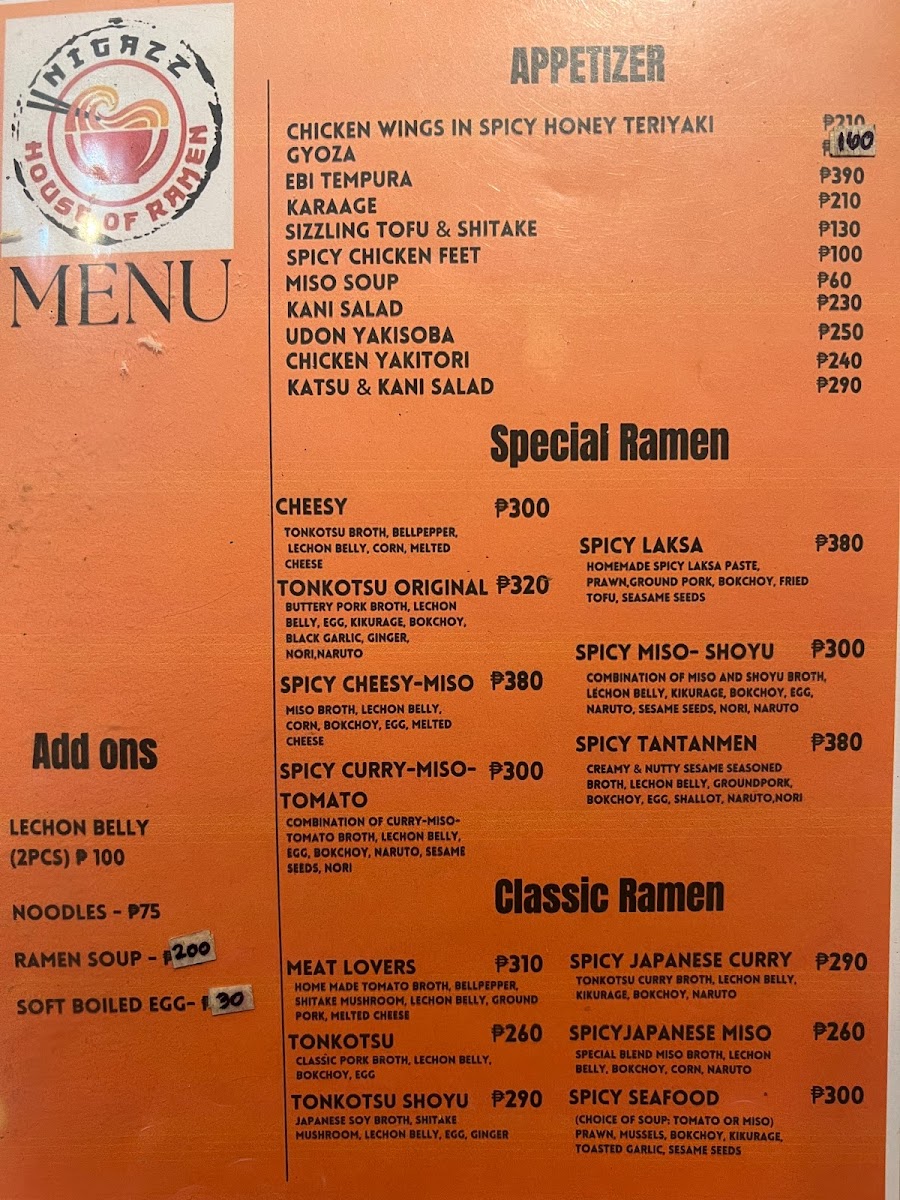 NIGAZZ
HOUSE OF RAMEN
MENU
APPETIZER
CHICKEN WINGS IN SPICY HONEY TERIYAKI ₱210
GYOZA ₱160
EBI TEMPURA ₱390
KARAAGE ₱210
SIZZLING TOFU & SHITAKE ₱130
SPICY CHICKEN FEET ₱100
MISO SOUP ₱60
KANI SALAD ₱230
UDON YAKISOBA ₱250
CHICKEN YAKITORI ₱240
KATSU & KANI SALAD ₱290
Special Ramen
CHEESY ₱300
TONKOTSU BROTH, BELLPEPPER,
LECHON BELLY, CORN, MELTED
CHEESE
TONKOTSU ORIGINAL ₱320
BUTTERY PORK BROTH, LECHON
BELLY, EGG, KIKURAGE, BOKCHOY,
BLACK GARLIC, GINGER,
NORI,NARUTO
SPICY CHEESY-MISO ₱380
MISO BROTH, LECHON BELLY,
CORN, BOKCHOY, EGG, MELTED
CHEESE
SPICY CURRY-MISO- ₱300
TOMATO
COMBINATION OF CURRY-MISO-
TOMATO BROTH, LECHON BELLY,
EGG, BOKCHOY, NARUTO, SESAME
SEEDS, NORI
SPICY LAKSA ₱380
HOMEMADE SPICY LAKSA PASTE,
PRAWN,GROUND PORK, BOKCHOY, FRIED
TOFU, SEASAME SEEDS
SPICY MISO- SHOYU ₱300
COMBINATION OF MISO AND SHOYU BROTH,
LECHON BELLY, KIKURAGE, BOKCHOY, EGG,
NARUTO, SESAME SEEDS, NORI, NARUTO
SPICY TANTANMEN ₱380
CREAMY & NUTTY SESAME SEASONED
BROTH, LECHON BELLY, GROUNDPORK,
BOKCHOY, EGG, SHALLOT, NARUTO,NORI
Add ons
LECHON BELLY
(2PCS) ₱ 100
NOODLES - ₱75
RAMEN SOUP - ₱200
SOFT BOILED EGG- ₱30
Classic Ramen
MEAT LOVERS ₱310
HOME MADE TOMATO BROTH, BELLPEPPER,
SHITAKE MUSHROOM, LECHON BELLY, GROUND
PORK, MELTED CHEESE
TONKOTSU ₱260
CLASSIC PORK BROTH, LECHON BELLY,
BOKCHOY, EGG
TONKOTSU SHOYU ₱290
JAPANESE SOY BROTH, SHITAKE
MUSHROOM, LECHON BELLY, EGG, GINGER
SPICY JAPANESE CURRY ₱290
TONKOTSU CURRY BROTH, LECHON BELLY,
KIKURAGE, BOKCHOY, NARUTO
SPICYJAPANESE MISO ₱260
SPECIAL BLEND MISO BROTH, LECHON
BELLY, BOKCHOY, CORN, NARUTO
SPICY SEAFOOD ₱300
(CHOICE OF SOUP: TOMATO OR MISO)
PRAWN, MUSSELS, BOKCHOY, KIKURAGE,
TOASTED GARLIC, SESAME SEEDS